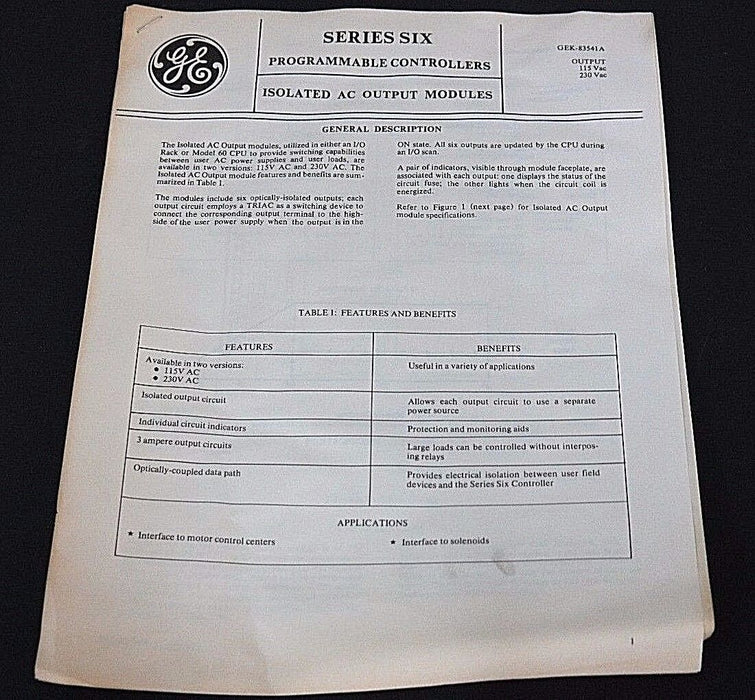 GE
SERIES SIX
PROGRAMMABLE CONTROLLERS
ISOLATED AC OUTPUT MODULES
GEK-83541A
OUTPUT
115 Vac
230 Vac
GENERAL DESCRIPTION
The Isolated AC Output modules, utilized in either an I/O
Rack or Model 60 CPU to provide switching capabilities
between user AC power supplies and user loads, are
available in two versions: 115V AC and 230V AC. The
Isolated AC Output module features and benefits are sum-
marized in Table 1.
The modules include six optically-isolated outputs; each
output circuit employs a TRIAC as a switching device to
connect the corresponding output terminal to the high-
side of the user power supply when the output is in the
ON state. All six outputs are updated by the CPU during
an I/O scan.
A pair of indicators, visible through module faceplate, are
associated with each output: one displays the status of the
circuit fuse; the other lights when the circuit coil is
energized.
Refer to Figure 1 (next page) for Isolated AC Output
module specifications.
TABLE 1: FEATURES AND BENEFITS
FEATURES
BENEFITS
Available in two versions:
• 115V AC
• 230V AC
Useful in a variety of applications
Isolated output circuit
Allows each output circuit to use a separate
power source
Individual circuit indicators
Protection and monitoring aids
3 ampere output circuits
Large loads can be controlled without interpos-
ing relays
Optically-coupled data path
Provides electrical isolation between user field
devices and the Series Six Controller
APPLICATIONS
★ Interface to motor control centers
★ Interface to solenoids
1